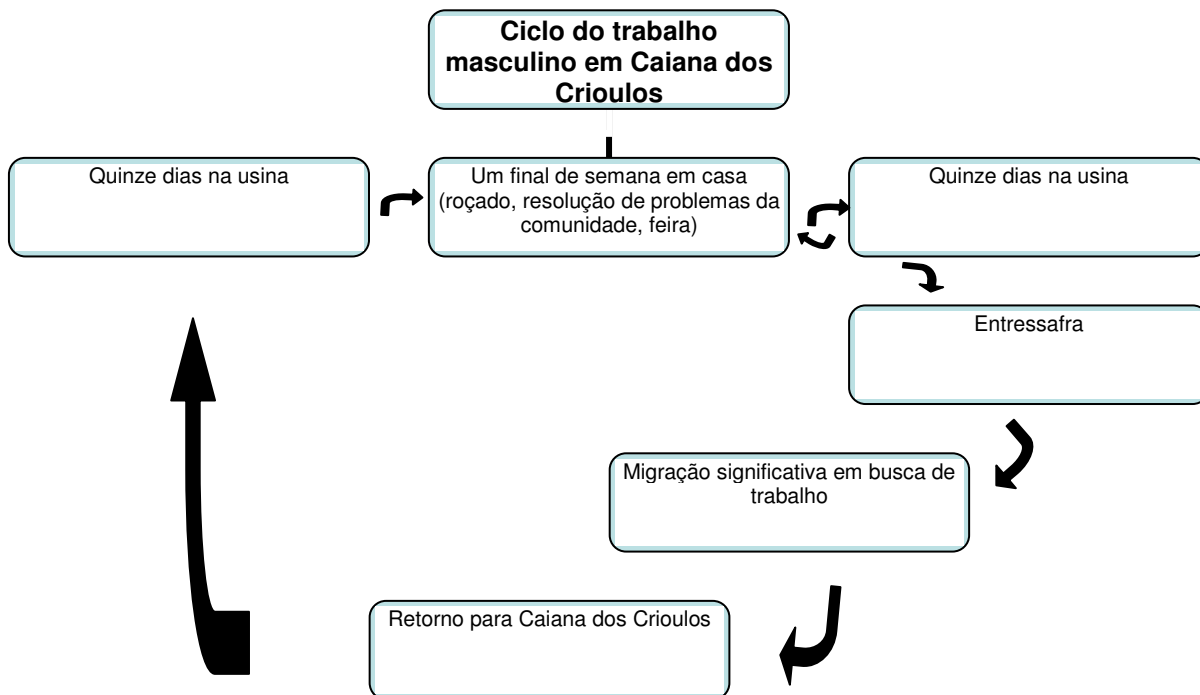 Ciclo do trabalho
masculino em Caiana dos
Crioulos
Quinze dias na usina
Um final de semana em casa
(roçado, resolução de problemas da
comunidade, feira)
Quinze dias na usina
Entressafra
Migração significativa em busca de
trabalho
Retorno para Caiana dos Crioulos